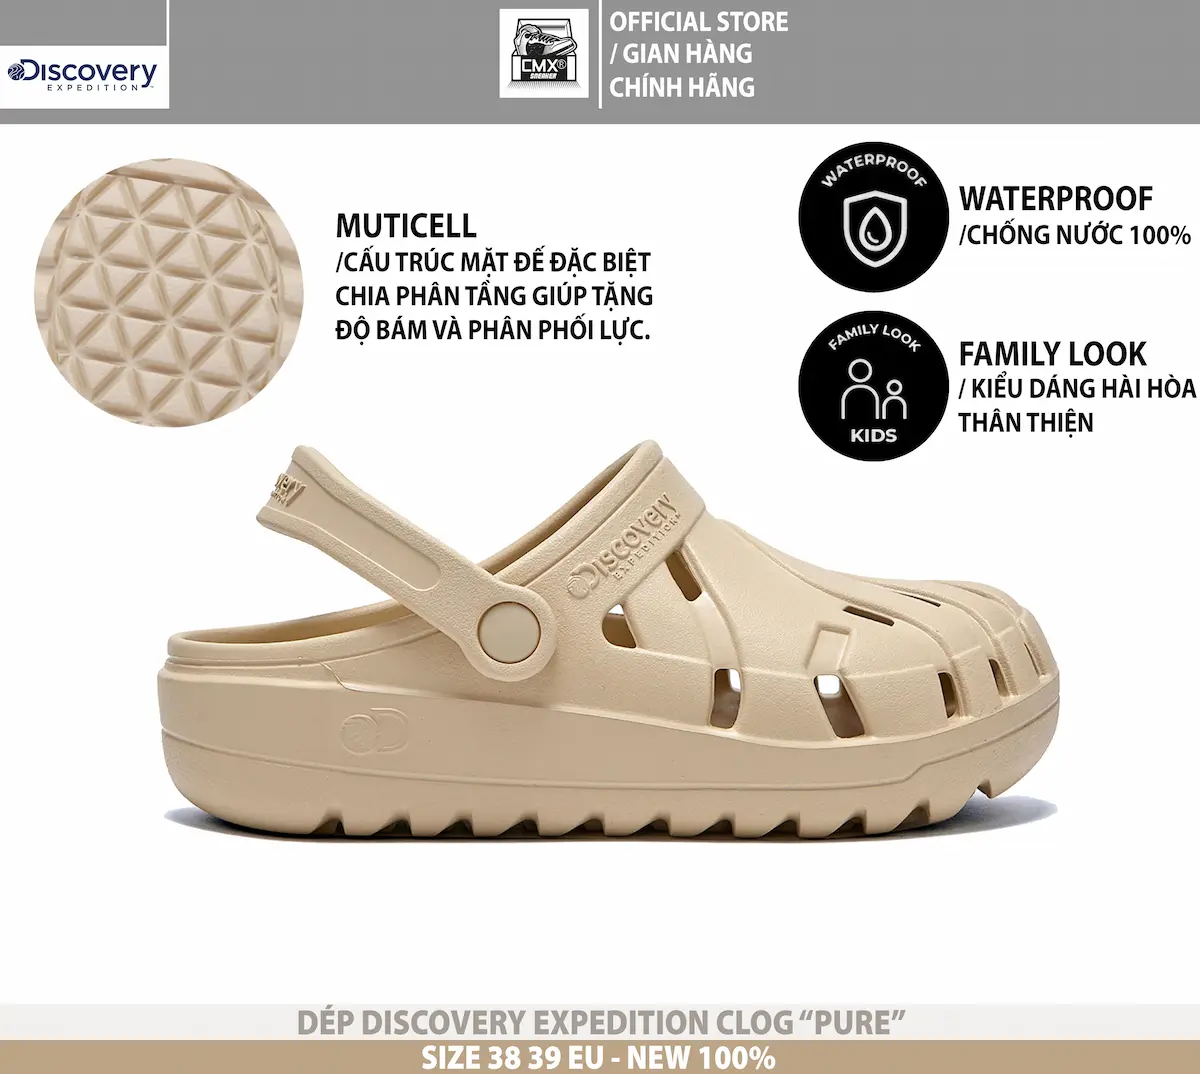 Discovery
EXPEDITION™
CMX®
SNEAKER
OFFICIAL STORE
/ GIAN HÀNG
CHÍNH HÃNG
MUTICELL
/CẤU TRÚC MẶT ĐẾ ĐẶC BIỆT
CHIA PHÂN TẦNG GIÚP TẶNG
ĐỘ BÁM VÀ PHÂN PHỐI LỰC.
WATERPROOF
WATERPROOF
/CHỐNG NƯỚC 100%
FAMILY LOOK
KIDS
FAMILY LOOK
/ KIỂU DÁNG HÀI HÒA
THÂN THIỆN
Discovery
EXPEDITION
DÉP DISCOVERY EXPEDITION CLOG “PURE”
SIZE 38 39 EU - NEW 100%